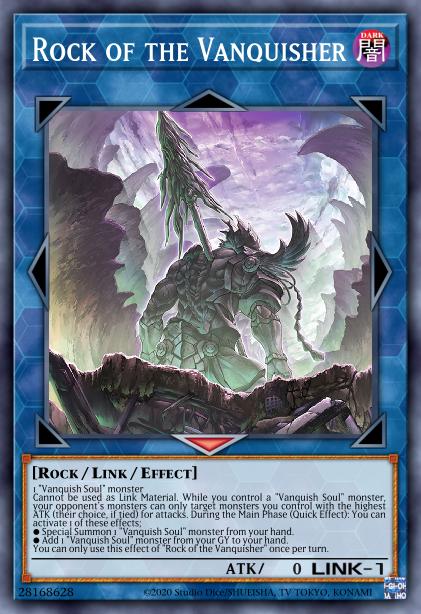 ROCK OF THE VANQUISHER
DARK
闇
[ROCK / LINK / EFFECT]
1 "Vanquish Soul" monster
Cannot be used as Link Material. While you control a "Vanquish Soul" monster,
your opponent's monsters can only target monsters you control with the highest
ATK (their choice, if tied) for attacks. During the Main Phase (Quick Effect): You can
activate 1 of these effects;
● Special Summon 1 "Vanquish Soul" monster from your hand.
● Add 1 "Vanquish Soul" monster from your GY to your hand.
You can only use this effect of "Rock of the Vanquisher" once per turn.
ATK/ 0 LINK-1
28168628 ©2020 Studio Dice/SHUEISHA, TV TOKYO, KONAMI